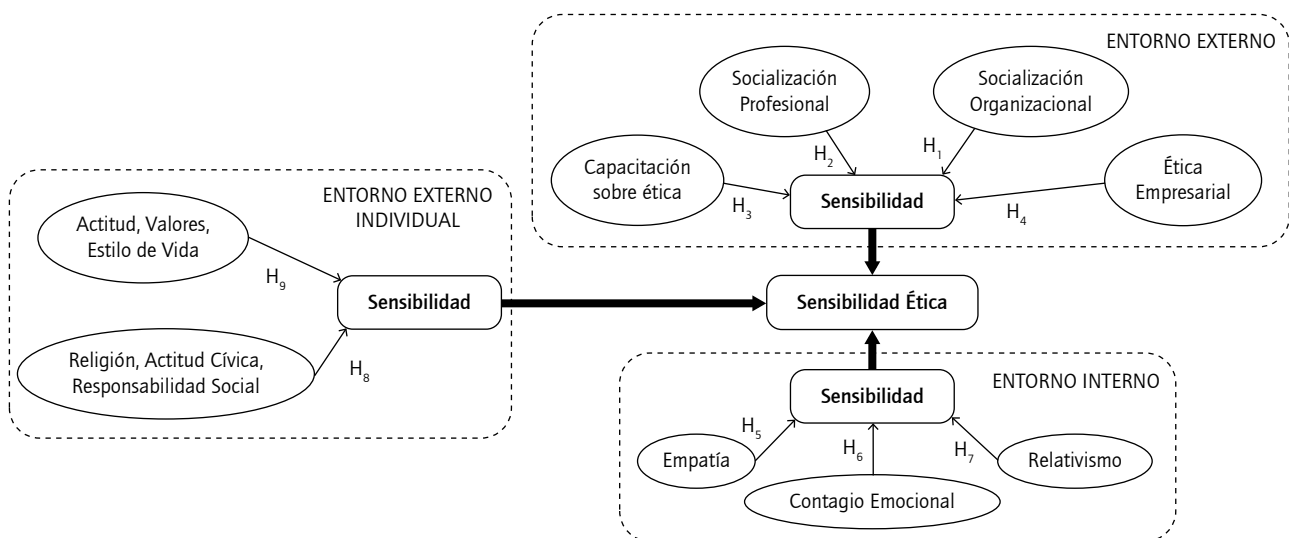 ENTORNO EXTERNO
Socialización
Profesional
Socialización
Organizacional
H2
H1
Capacitación
sobre ética
Ética
Empresarial
H3
Sensibilidad
H4
ENTORNO EXTERNO
INDIVIDUAL
Actitud, Valores,
Estilo de Vida
H9
Sensibilidad
Religión, Actitud Cívica,
Responsabilidad Social
H8
Sensibilidad Ética
ENTORNO INTERNO
Sensibilidad
H5
H6
H7
Empatía
Contagio Emocional
Relativismo